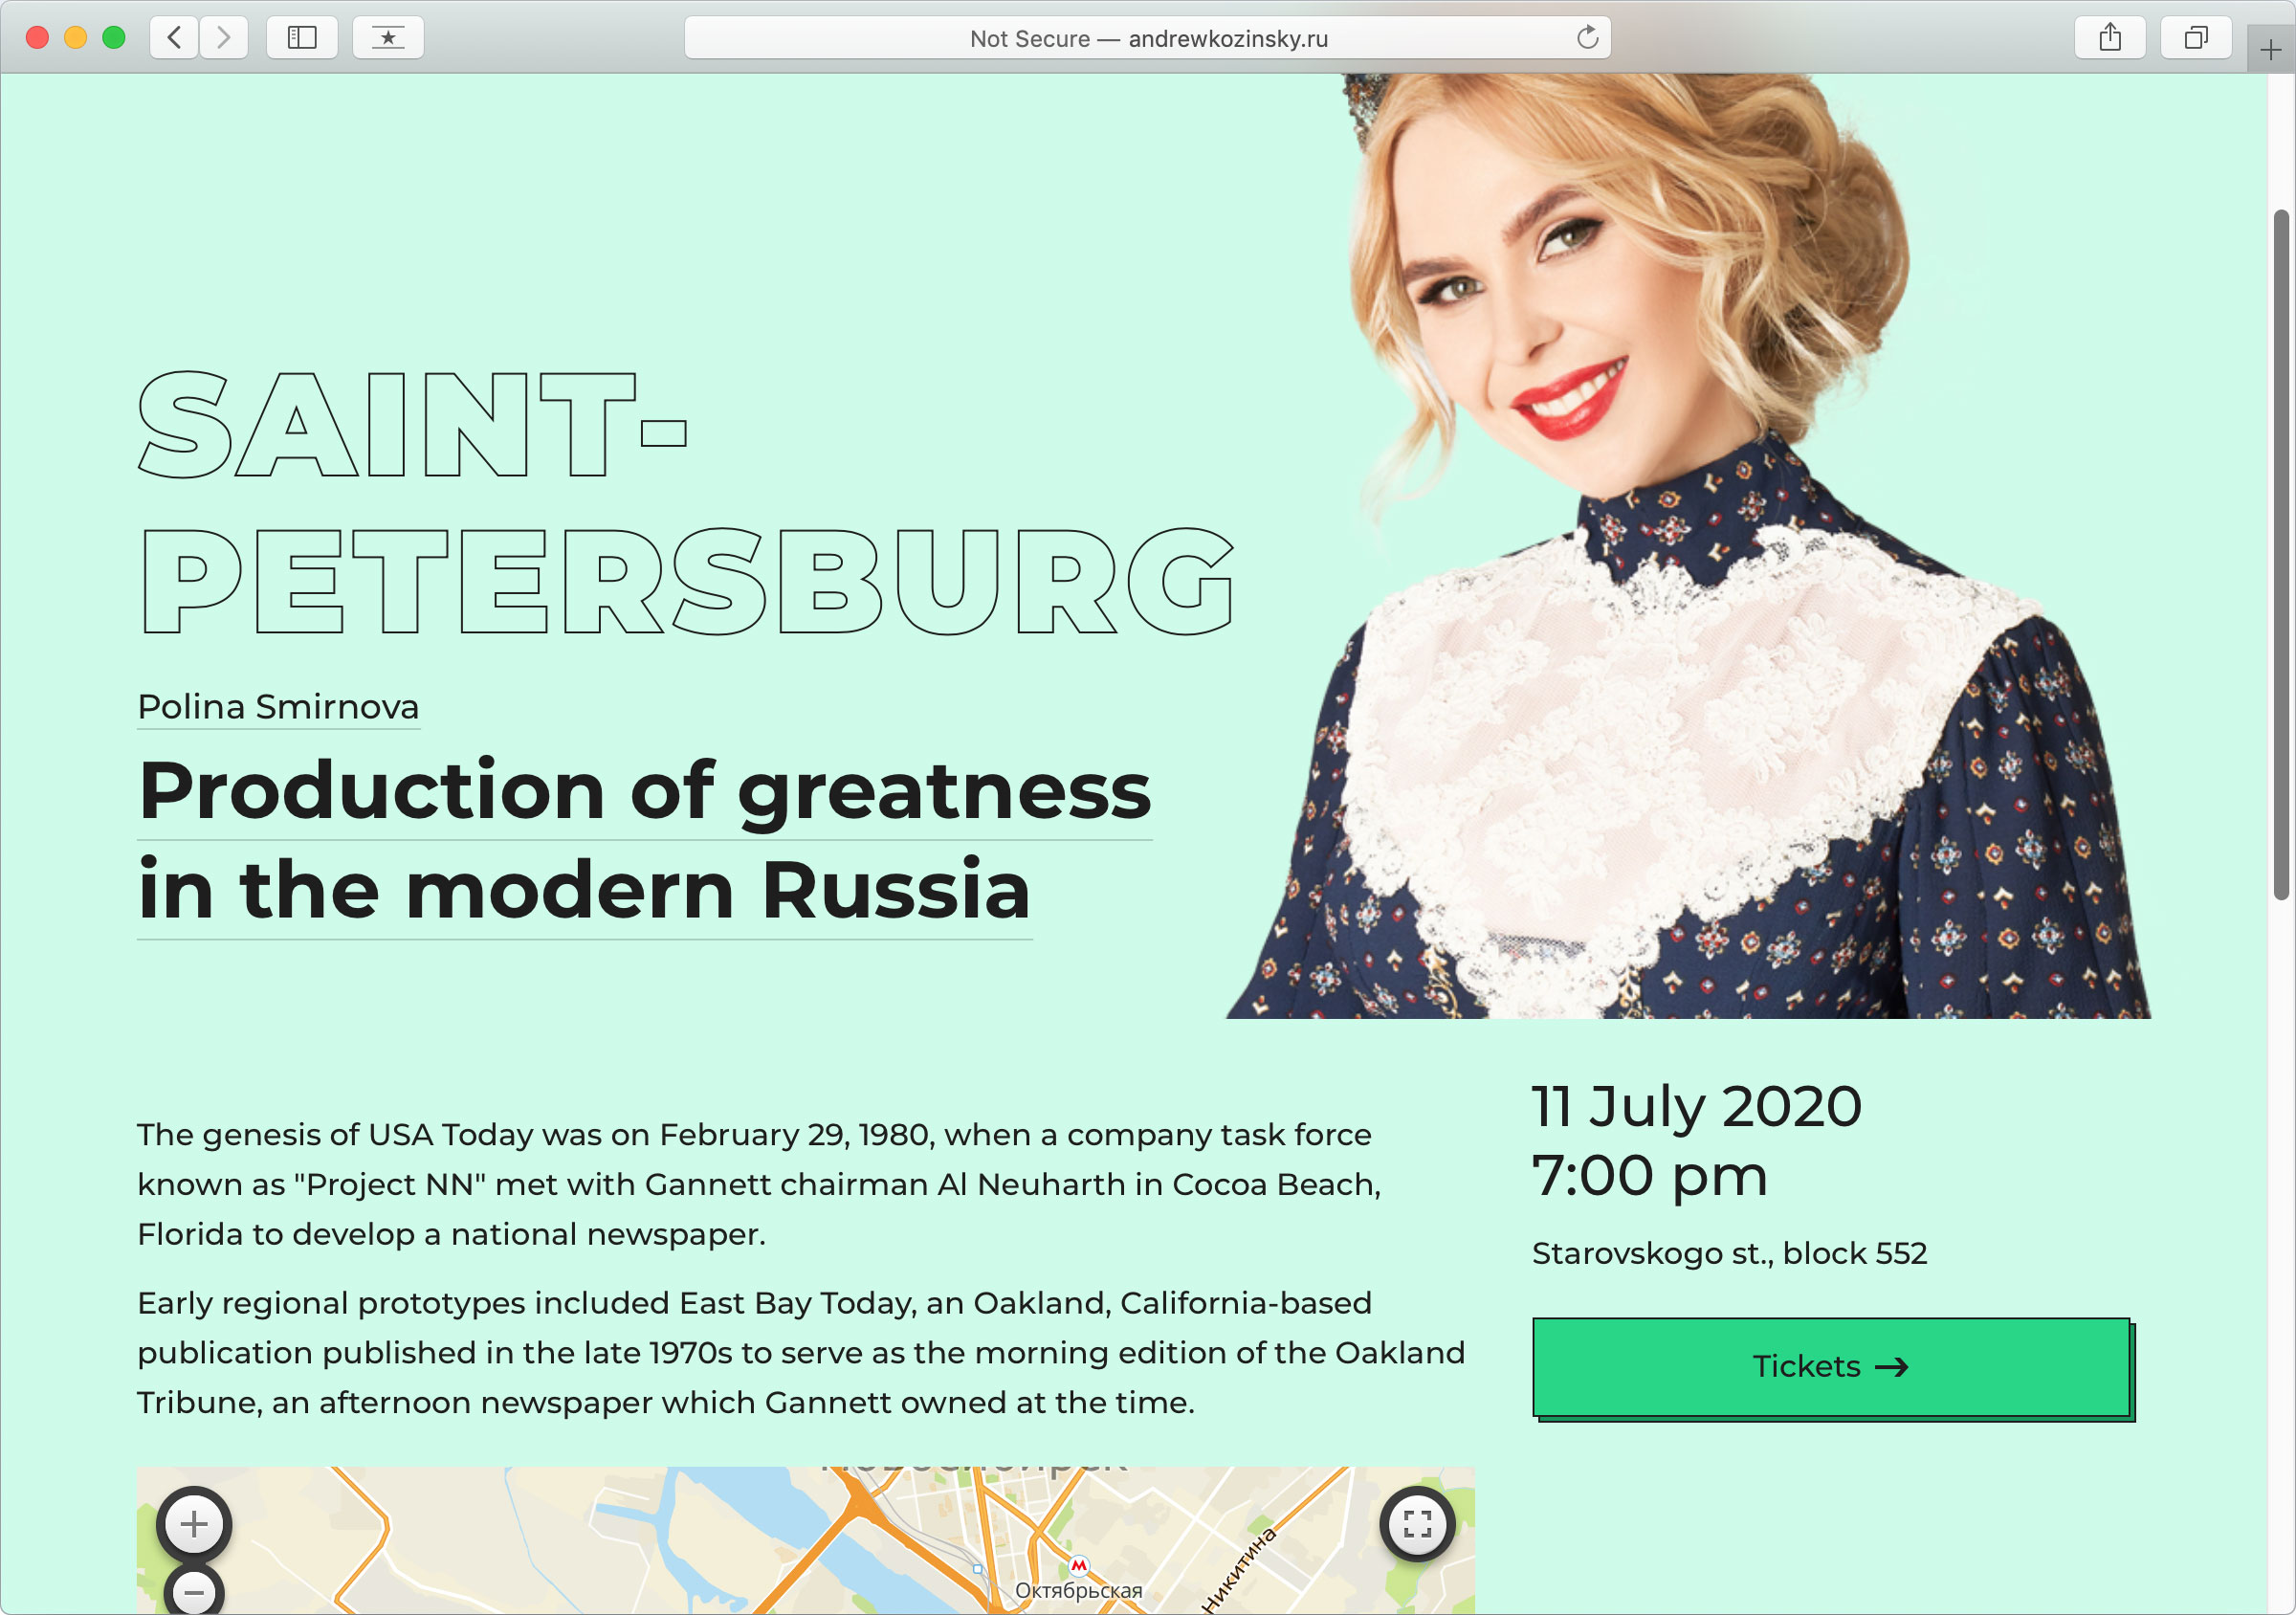 Not Secure — andrewkozinsky.ru
SAINT-
PETERSBURG
Polina Smirnova
Production of greatness
in the modern Russia
The genesis of USA Today was on February 29, 1980, when a company task force
known as "Project NN" met with Gannett chairman Al Neuharth in Cocoa Beach,
Florida to develop a national newspaper.
Early regional prototypes included East Bay Today, an Oakland, California-based
publication published in the late 1970s to serve as the morning edition of the Oakland
Tribune, an afternoon newspaper which Gannett owned at the time.
11 July 2020
7:00 pm
Starovskogo st., block 552
Tickets →
Октябрьская
Никитина